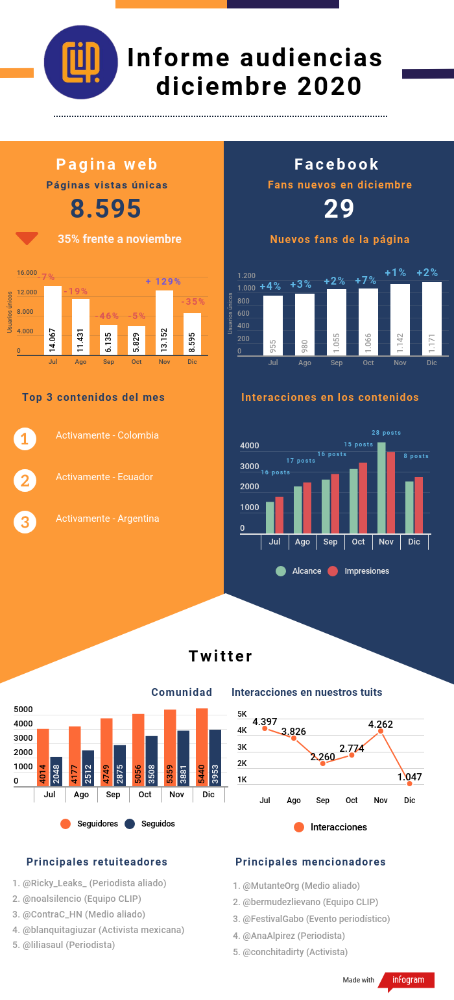 CLIP
Informe audiencias
diciembre 2020
Pagina web
Páginas vistas únicas
8.595
35% frente a noviembre
16.000
12.000
8.000
4.000
0
Usuarios únicos
-7%
-19%
-46%
-5%
+ 129%
-35%
14.067
11.431
6.135
5.829
13.152
8.595
Jul
Ago
Sep
Oct
Nov
Dic
Top 3 contenidos del mes
1
Activamente - Colombia
2
Activamente - Ecuador
3
Activamente - Argentina
Facebook
Fans nuevos en diciembre
29
Nuevos fans de la página
1.200
1.000
800
600
400
200
0
Usuarios únicos
+4%
+3%
+2%
+7%
+1%
+2%
955
980
1.055
1.066
1.142
1.171
Jul
Ago
Sep
Oct
Nov
Dic
Interacciones en los contenidos
4000
3000
2000
1000
0
16 posts
17 posts
16 posts
15 posts
28 posts
8 posts
Jul
Ago
Sep
Oct
Nov
Dic
Alcance
Impresiones
Twitter
Comunidad
5000
4000
3000
2000
1000
0
4014
2048
4177
2512
4749
2875
5056
3508
5359
3881
5440
3953
Jul
Ago
Sep
Oct
Nov
Dic
Seguidores
Seguidos
Interacciones en nuestros tuits
5K
4K
3K
2K
1K
4.397
3.826
2.260
2.774
4.262
1.047
Jul
Ago
Sep
Oct
Nov
Dic
Interacciones
Principales retuiteadores
1. @Ricky_Leaks_ (Periodista aliado)
2. @noalsilencio (Equipo CLIP)
3. @ContraC_HN (Medio aliado)
4. @blanquitagiuzar (Activista mexicana)
5. @liliasaul (Periodista)
Principales mencionadores
1. @MutanteOrg (Medio aliado)
2. @bermudezlievano (Equipo CLIP)
3. @FestivalGabo (Evento periodístico)
4. @AnaAlpirez (Periodista)
5. @conchitadirty (Activista)
Made with
infogram